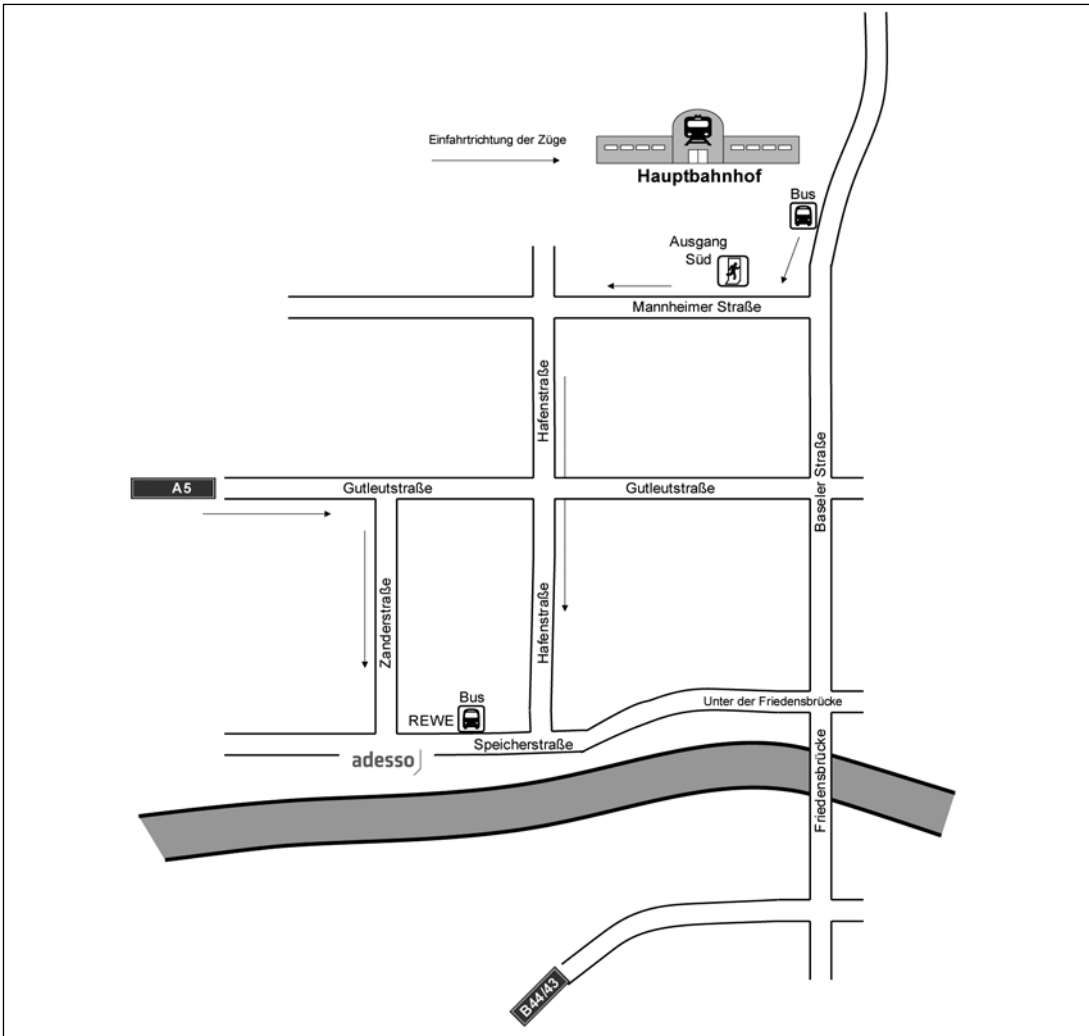 Einfahrtrichtung der Züge
Hauptbahnhof
Bus
Ausgang
Süd
Mannheimer Straße
Hafenstraße
Baseler Straße
A5
Gutleutstraße
Gutleutstraße
Zanderstraße
Hafenstraße
Bus
REWE
Unter der Friedensbrücke
Speicherstraße
adesso
Friedensbrücke
B44/43